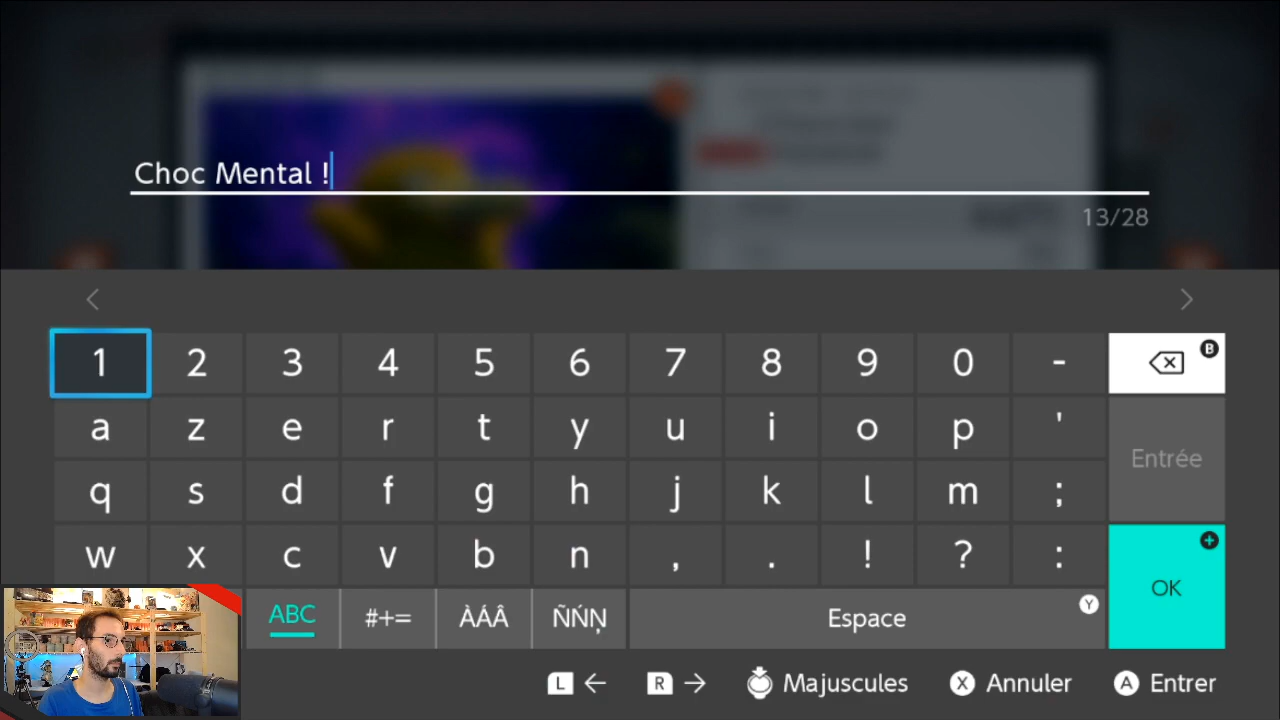 Choc Mental !
13/28
1 2 3 4 5 6 7 8 9 0 - B
a z e r t y u i o p '
Entrée
q s d f g h j k l m ;
w x c v b n , . ! ? :
+
OK
ABC #+= ÀÁÂ ÑŃŅ Espace Y
L ← R → Majuscules X Annuler A Entrer